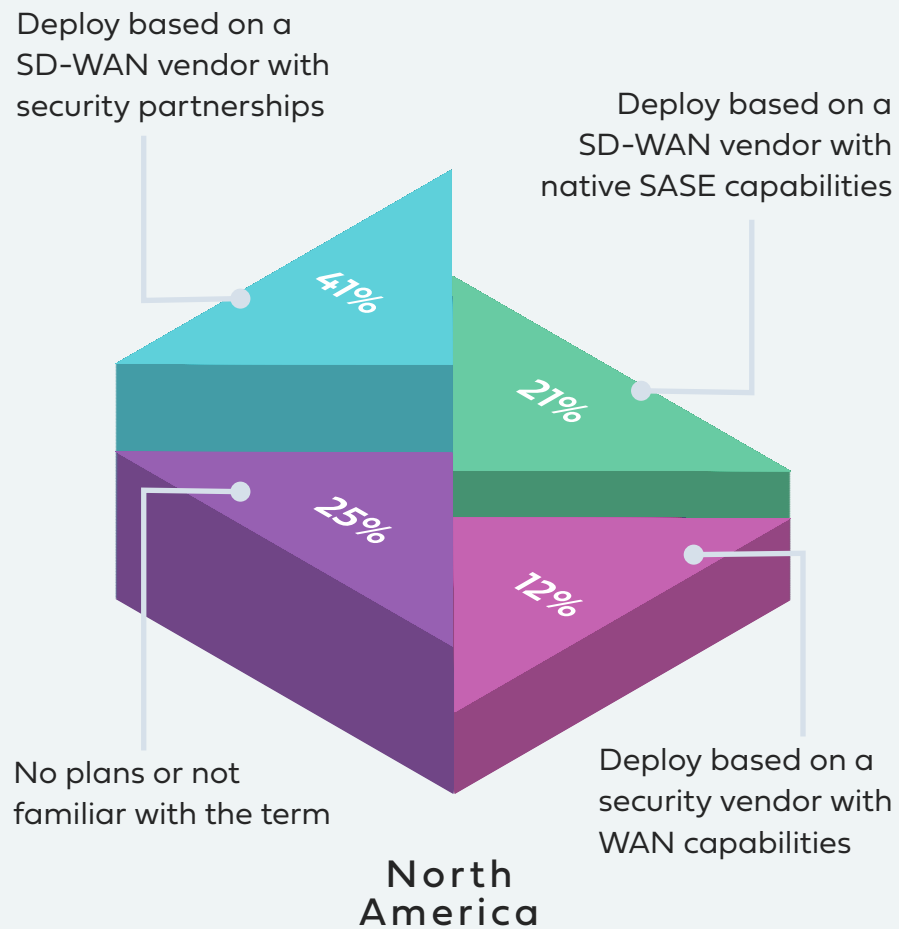 Deploy based on a
SD-WAN vendor with
security partnerships
Deploy based on a
SD-WAN vendor with
native SASE capabilities
41%
21%
25%
12%
No plans or not
familiar with the term
Deploy based on a
security vendor with
WAN capabilities
North
America